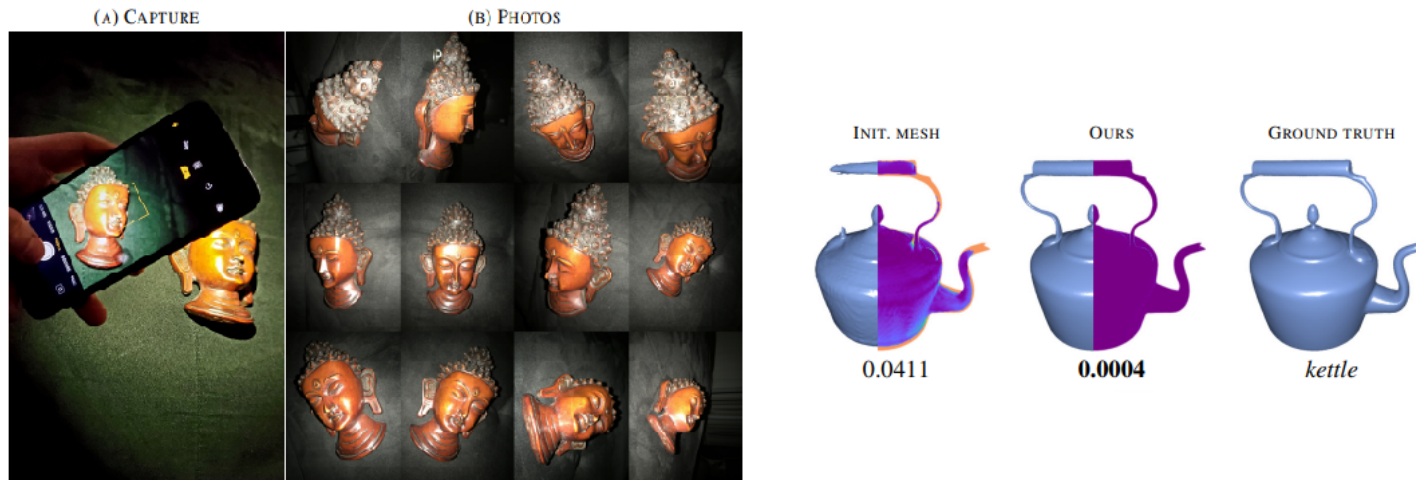 (A) CAPTURE
(B) PHOTOS
INIT. MESH
OURS
GROUND TRUTH
0.0411
0.0004
kettle